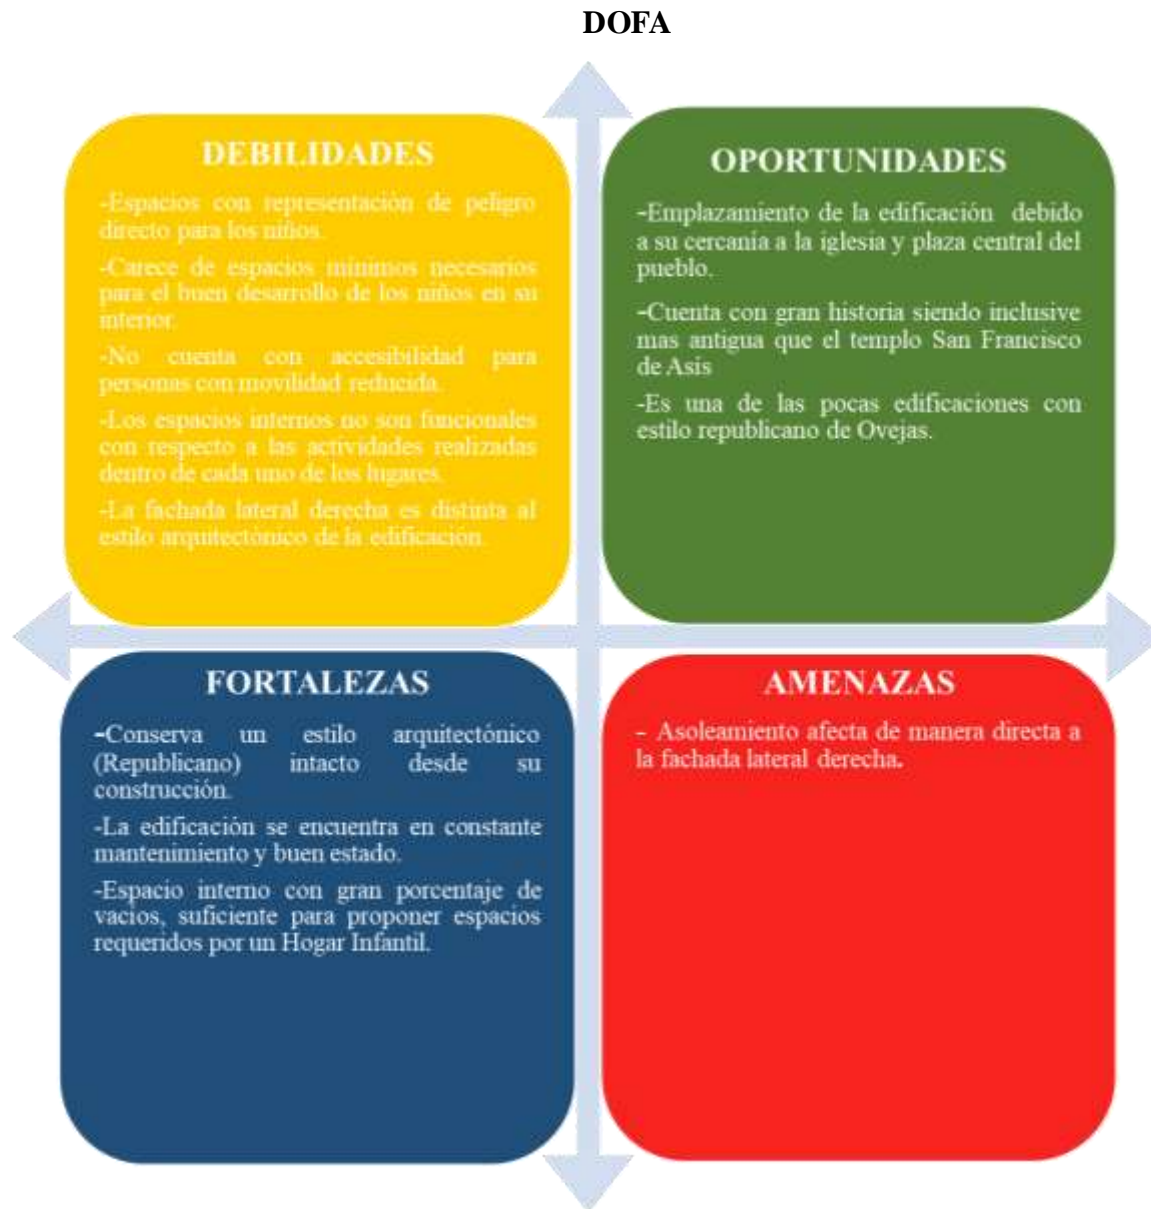 DOFA
DEBILIDADES
-Espacios con representación de peligro
directo para los niños.
-Carece de espacios mínimos necesarios
para el buen desarrollo de los niños en su
interior.
-No cuenta con accesibilidad para
personas con movilidad reducida.
-Los espacios internos no son funcionales
con respecto a las actividades realizadas
dentro de cada uno de los lugares.
-La fachada lateral derecha es distinta al
estilo arquitectónico de la edificación.
OPORTUNIDADES
-Emplazamiento de la edificación debido
a su cercanía a la iglesia y plaza central del
pueblo.
-Cuenta con gran historia siendo inclusive
mas antigua que el templo San Francisco
de Asís
-Es una de las pocas edificaciones con
estilo republicano de Ovejas.
FORTALEZAS
-Conserva un estilo arquitectónico
(Republicano) intacto desde su
construcción.
-La edificación se encuentra en constante
mantenimiento y buen estado.
-Espacio interno con gran porcentaje de
vacíos, suficiente para proponer espacios
requeridos por un Hogar Infantil.
AMENAZAS
- Asoleamiento afecta de manera directa a
la fachada lateral derecha.